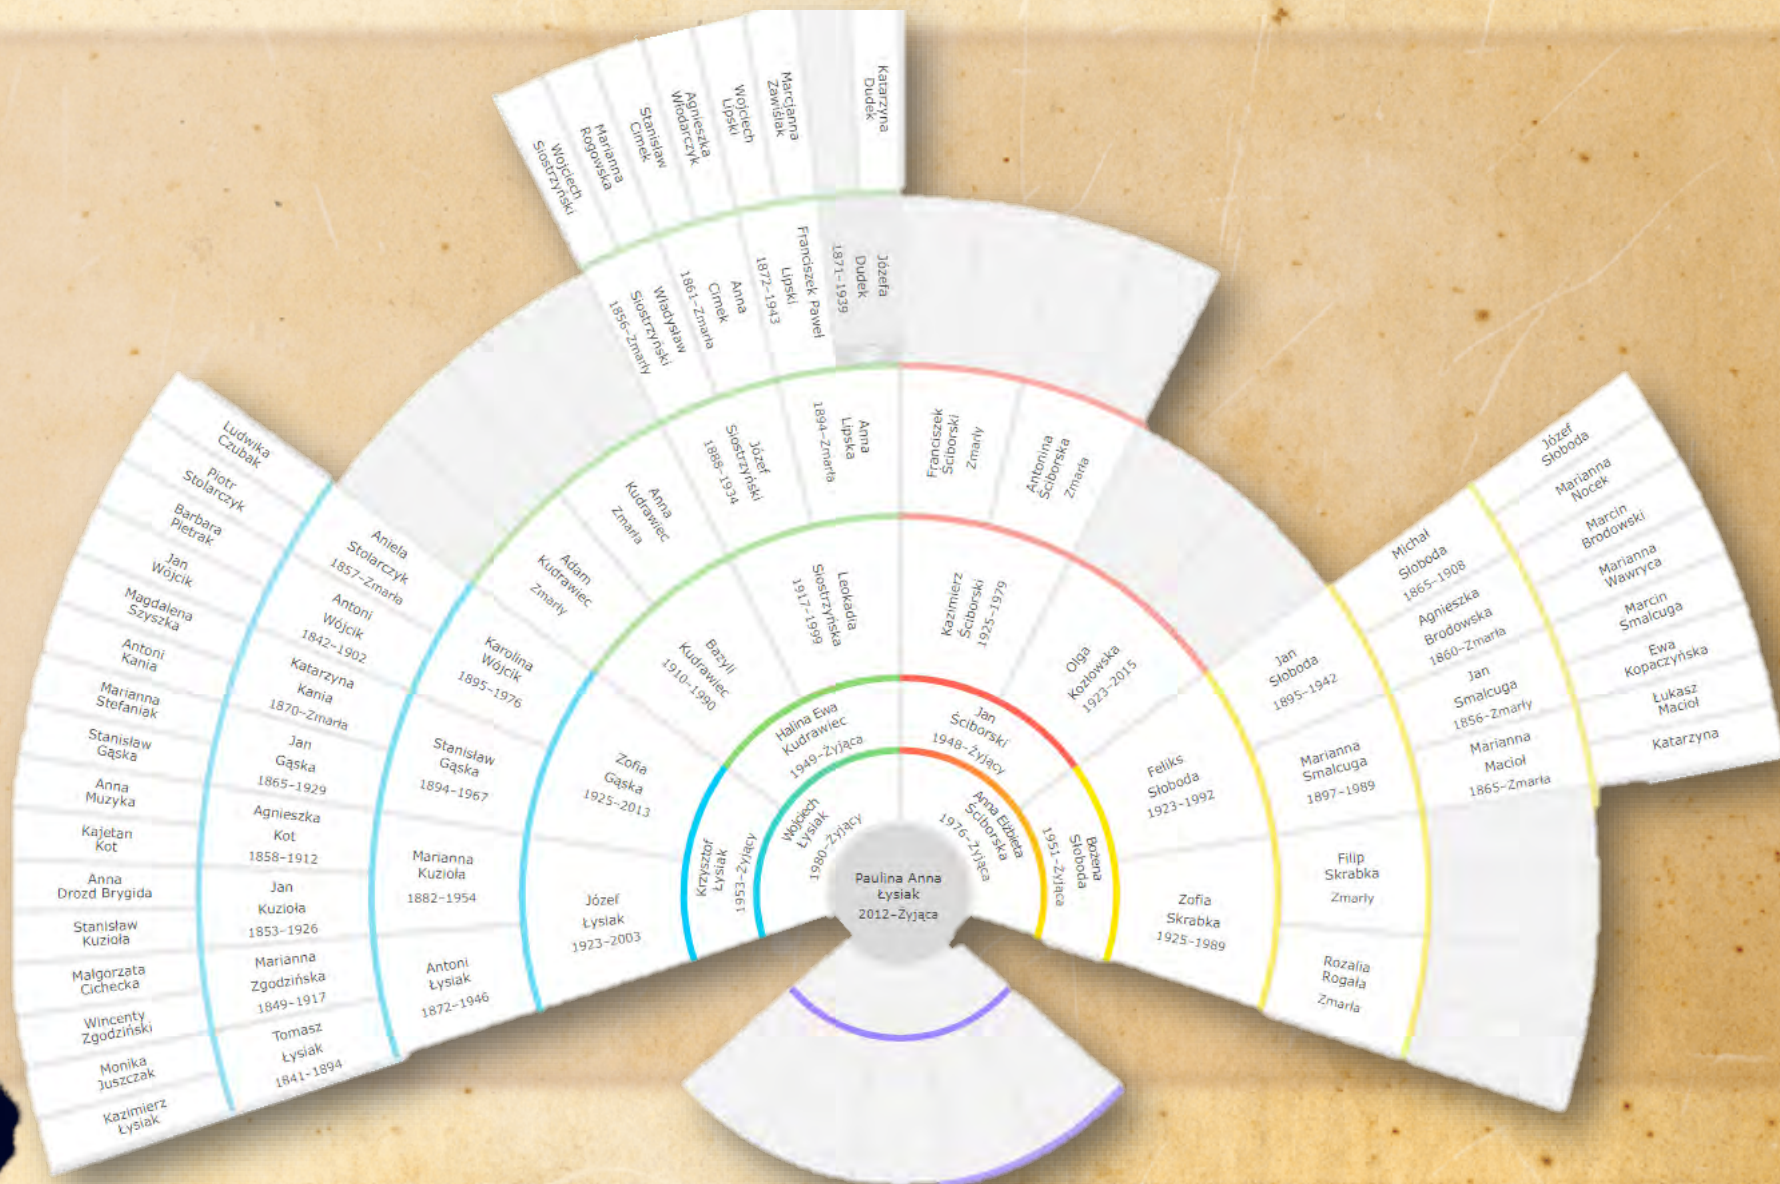 Katarzyna
Dudek
Marcjanna
Zawiślak
Wojciech
Lipski
Agnieszka
Włodarczyk
Stanisław
Cimek
Marianna
Rogowska
Wojciech
Siostrzyński
Józefa
Dudek
1871–1939
Franciszek Paweł
Lipski
1872–1943
Anna
Cimek
1861–Zmarła
Władysław
Siostrzyński
1856–Zmarły
Ludwika
Czubak
Piotr
Stolarczyk
Barbara
Pietrak
Jan
Wójcik
Magdalena
Szyszka
Antoni
Kania
Marianna
Stefaniak
Stanisław
Gąska
Anna
Muzyka
Kajetan
Kot
Anna
Drozd Brygida
Stanisław
Kuzioła
Małgorzata
Cichecka
Wincenty
Zgodziński
Monika
Juszczak
Kazimierz
Łysiak
Aniela
Stolarczyk
1857–Zmarła
Antoni
Wójcik
1842–1902
Katarzyna
Kania
1870–Zmarła
Jan
Gąska
1865–1929
Agnieszka
Kot
1858–1912
Jan
Kuzioła
1853–1926
Marianna
Zgodzińska
1849–1917
Tomasz
Łysiak
1841–1894
Anna
Lipska
1894–Zmarła
Józef
Siostrzyński
1888–1934
Anna
Kudrawiec
Zmarła
Adam
Kudrawiec
Zmarły
Karolina
Wójcik
1895–1976
Stanisław
Gąska
1894–1967
Marianna
Kuzioła
1882–1954
Antoni
Łysiak
1872–1946
Franciszek
Ściborski
Zmarły
Antonina
Ściborska
Zmarła
Leokadia
Siostrzyńska
1917–1999
Bazyli
Kudrawiec
1910–1990
Zofia
Gąska
1925–2013
Józef
Łysiak
1923–2003
Kazimierz
Ściborski
1925–1979
Olga
Kozłowska
1923–2015
Feliks
Słoboda
1923–1992
Zofia
Skrabka
1925–1989
Halina Ewa
Kudrawiec
1949–Żyjąca
Krzysztof
Łysiak
1953–Żyjący
Jan
Ściborski
1948–Żyjący
Bożena
Słoboda
1951–Żyjąca
Wojciech
Łysiak
1980–Żyjący
Anna Elżbieta
Ściborska
1976–Żyjąca
Paulina Anna
Łysiak
2012–Żyjąca
Jan
Słoboda
1895–1942
Marianna
Smalcuga
1897–1989
Filip
Skrabka
Zmarły
Rozalia
Rogala
Zmarła
Michał
Słoboda
1865–1908
Agnieszka
Brodowska
1860–Zmarła
Jan
Smalcuga
1856–Zmarły
Marianna
Macioł
1865–Zmarła
Józef
Słoboda
Marianna
Nocek
Marcin
Brodowski
Marianna
Wawryca
Marcin
Smalcuga
Ewa
Kopaczyńska
Łukasz
Macioł
Katarzyna